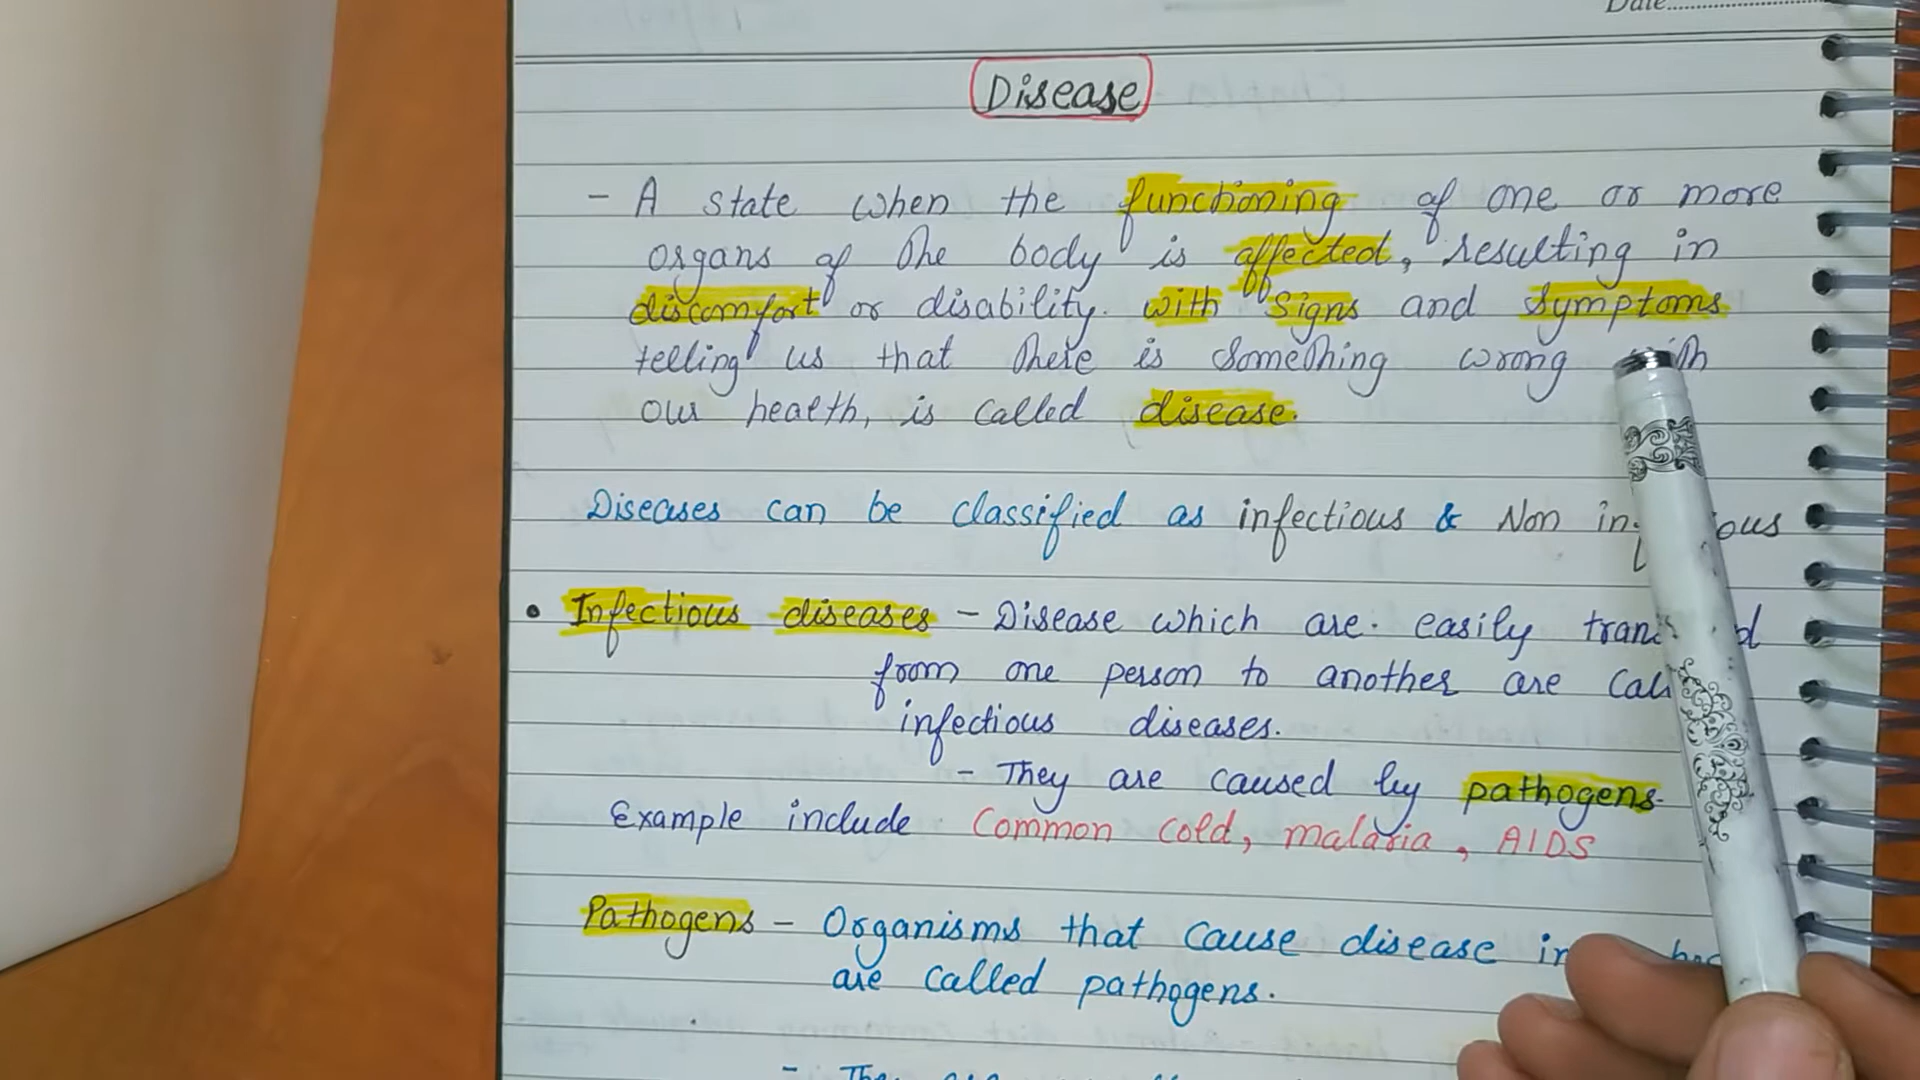 Date
Disease
- A state when the functioning of one or more
organs of the body is affected, resulting in
discomfort or disability. with signs and symptoms
telling us that there is something wrong
our health, is called disease.
Diseases can be classified as infectious & Non
• Infectious diseases - Disease which are. easily
from one person to another are
infectious diseases.
- They are caused by pathogens.
Example include Common cold, malaria, AIDS
Pathogens - Organisms that cause disease
are called pathogens.